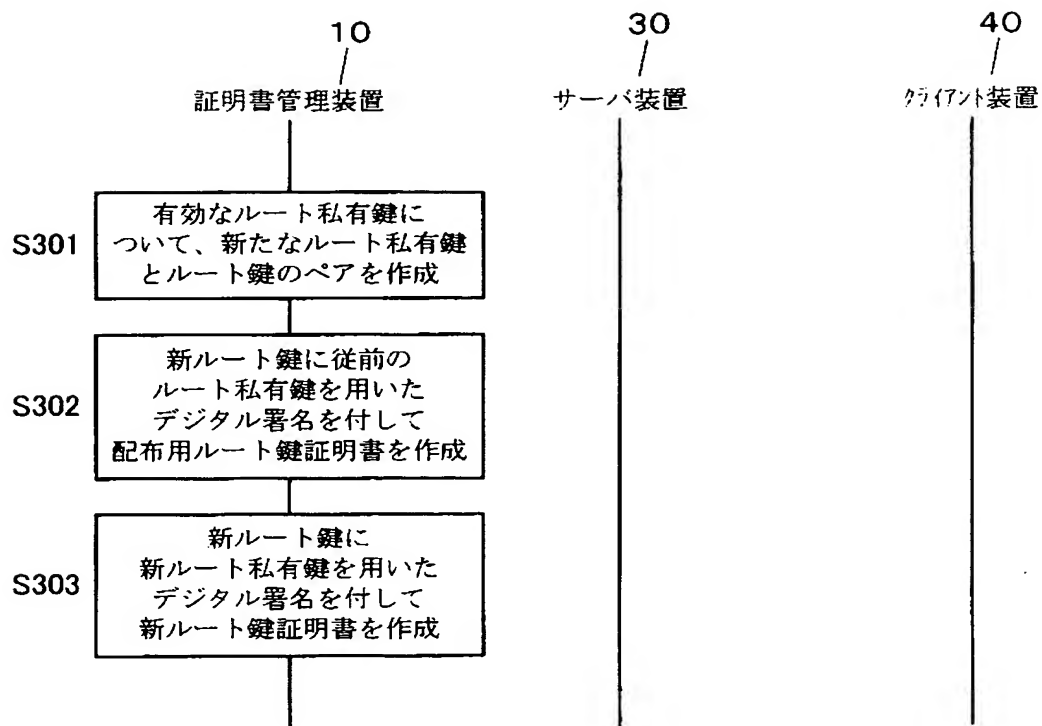 10
30
40
証明書管理装置
サーバ装置
クライアント装置
S301
有効なルート私有鍵に
ついて、新たなルート私有鍵
とルート鍵のペアを作成
S302
新ルート鍵に従前の
ルート私有鍵を用いた
デジタル署名を付して
配布用ルート鍵証明書を作成
S303
新ルート鍵に
新ルート私有鍵を用いた
デジタル署名を付して
新ルート鍵証明書を作成